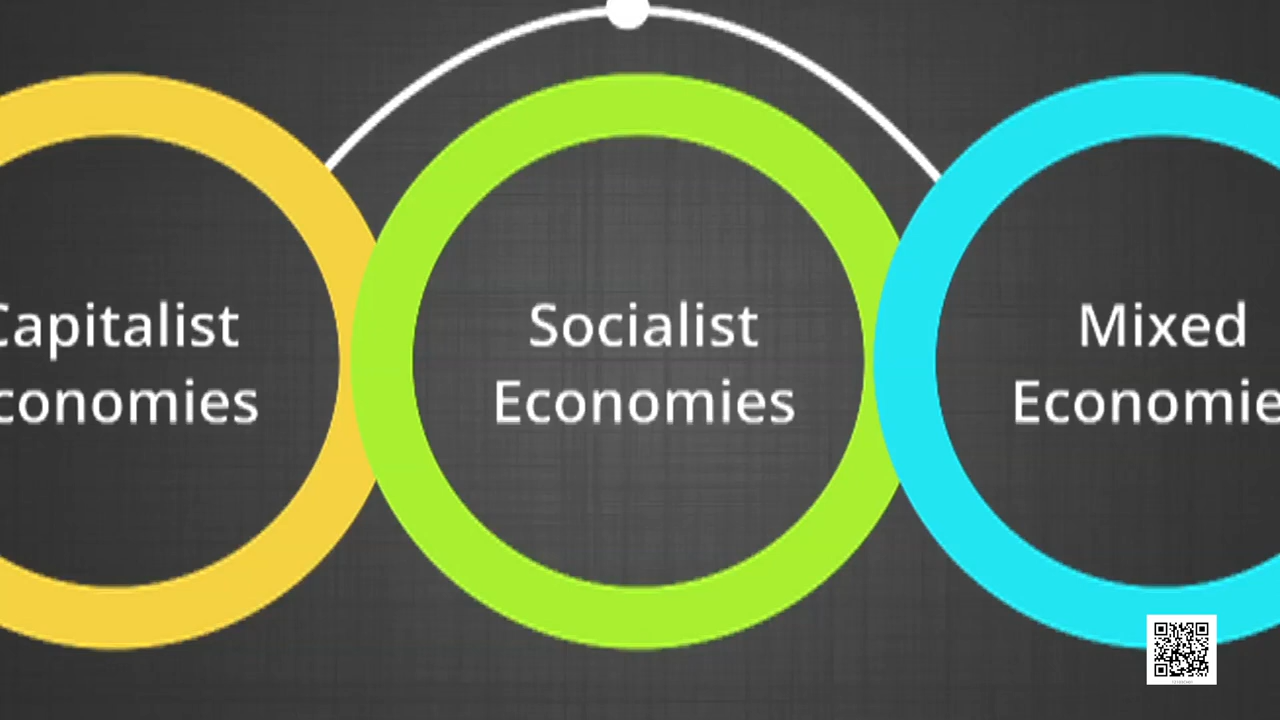 Capitalist
conomies
Socialist
Economies
Mixed
Economie